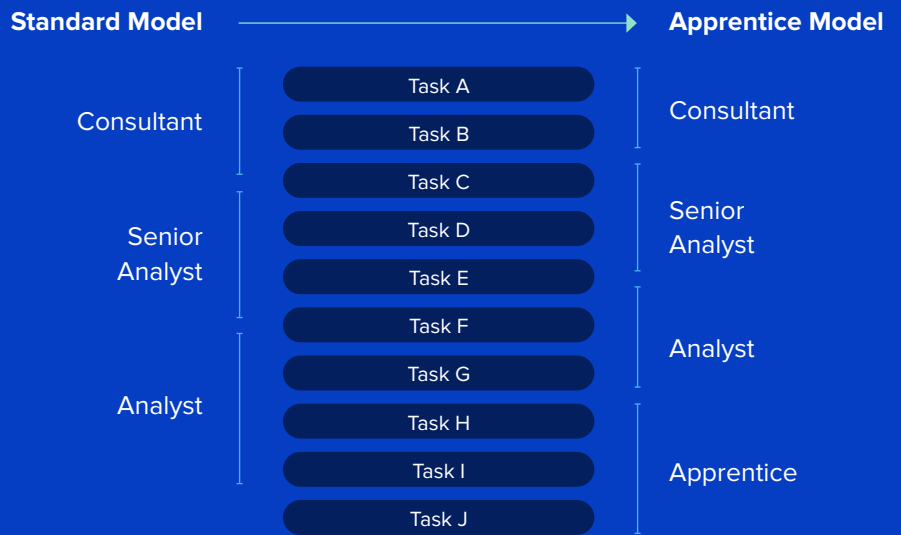 Standard Model
Apprentice Model
Consultant
Senior
Analyst
Analyst
Task A
Task B
Task C
Task D
Task E
Task F
Task G
Task H
Task I
Task J
Consultant
Senior
Analyst
Analyst
Apprentice